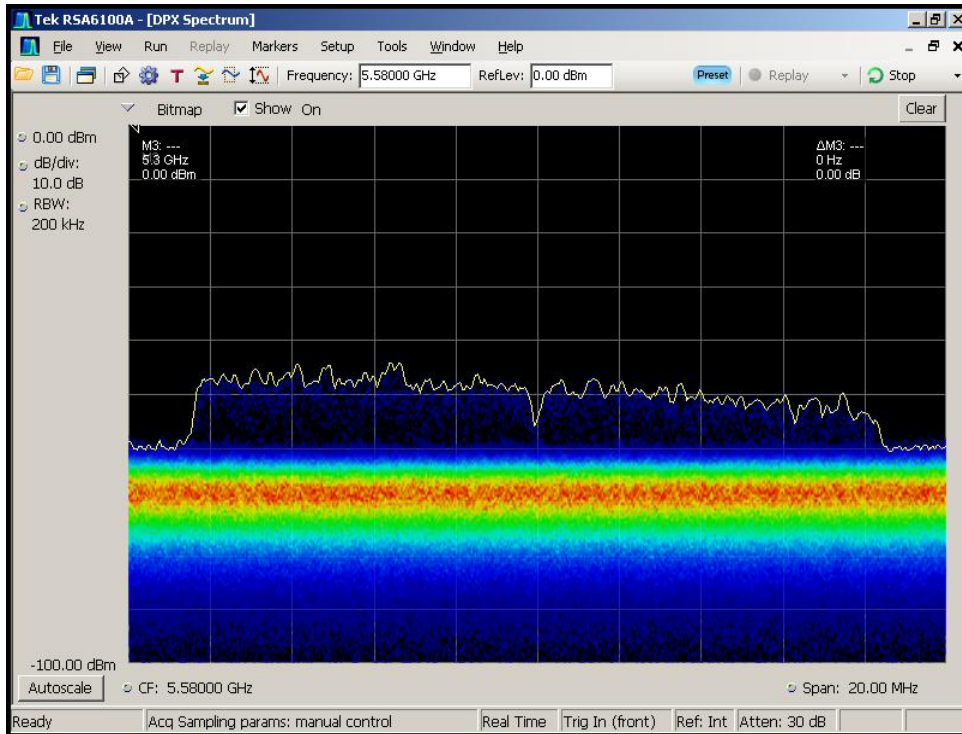 Tek RSA6100A - [DPX Spectrum]
File View Run Replay Markers Setup Tools Window Help
Frequency: 5.58000 GHz RefLev: 0.00 dBm Preset Replay Stop
Bitmap Show On Clear
0.00 dBm
dB/div:
10.0 dB
RBW:
200 kHz
M3: ---
5.3 GHz
0.00 dBm
ΔM3: ---
0 Hz
0.00 dB
-100.00 dBm
Autoscale CF: 5.58000 GHz Span: 20.00 MHz
Ready Acq Sampling params: manual control Real Time Trig In (front) Ref: Int Atten: 30 dB